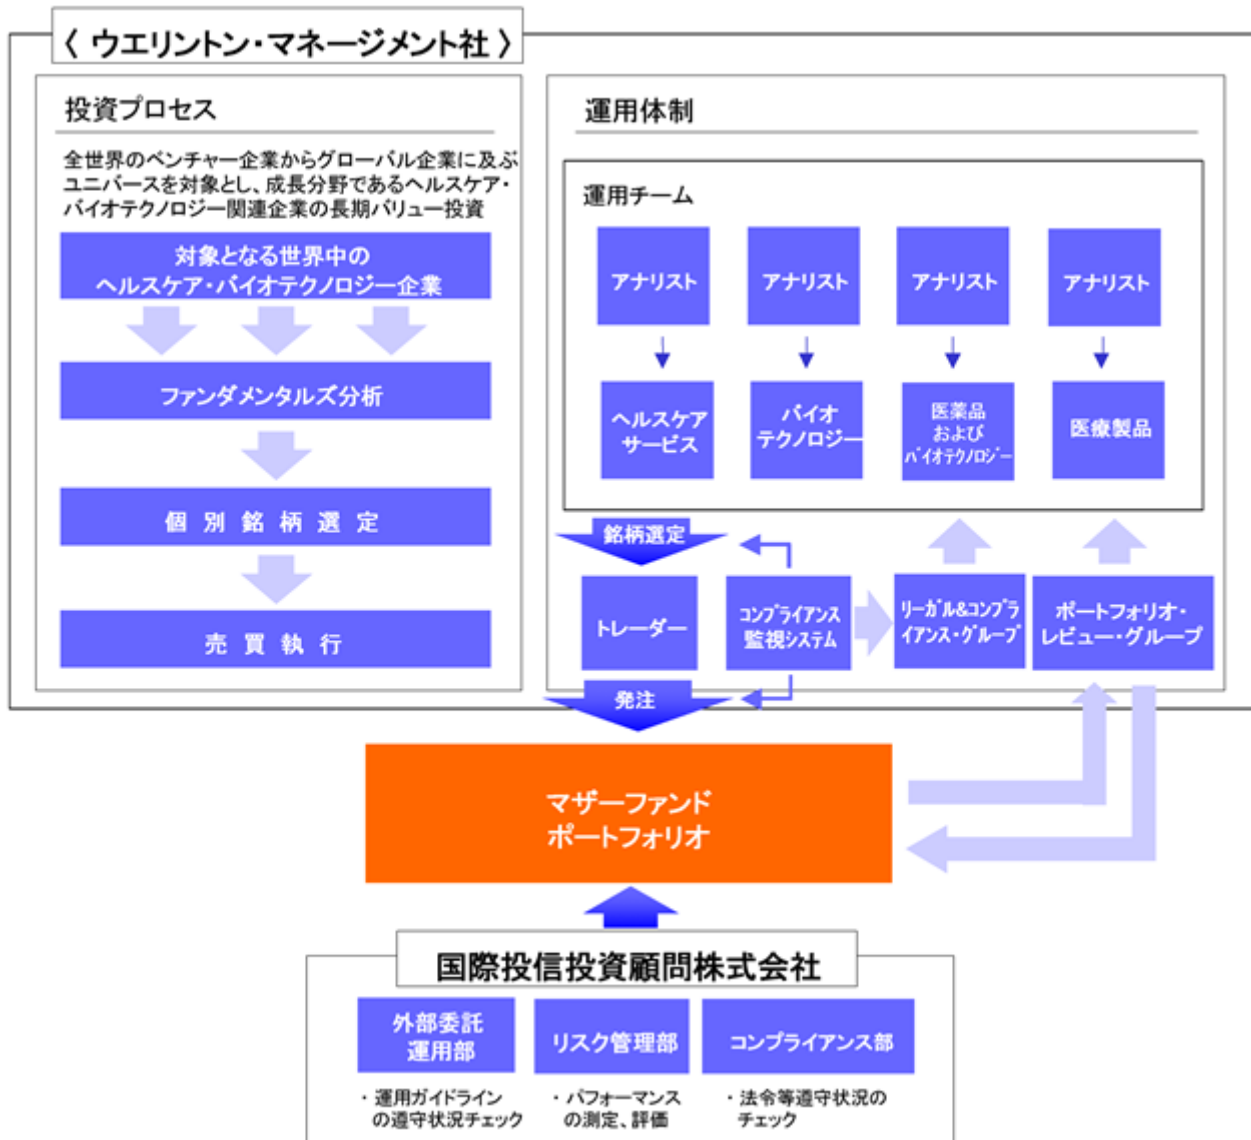 〈 ウエリントン・マネージメント社 〉
投資プロセス
全世界のベンチャー企業からグローバル企業に及ぶ
ユニバースを対象とし、成長分野であるヘルスケア・
バイオテクノロジー関連企業の長期バリュー投資
対象となる世界中の
ヘルスケア・バイオテクノロジー企業
ファンダメンタルズ分析
個 別 銘 柄 選 定
売 買 執 行
運用体制
運用チーム
アナリスト
アナリスト
アナリスト
アナリスト
ヘルスケア
サービス
バイオ
テクノロジー
医薬品
および
バイオテクノロジー
医療製品
銘柄選定
トレーダー
コンプライアンス
監視システム
リーガル&コンプラ
イアンス・グループ
ポートフォリオ・
レビュー・グループ
発注
マザーファンド
ポートフォリオ
国際投信投資顧問株式会社
外部委託
運用部
リスク管理部
コンプライアンス部
・ 運用ガイドライン
の遵守状況チェック
・ パフォーマンス
の測定、評価
・ 法令等遵守状況の
チェック